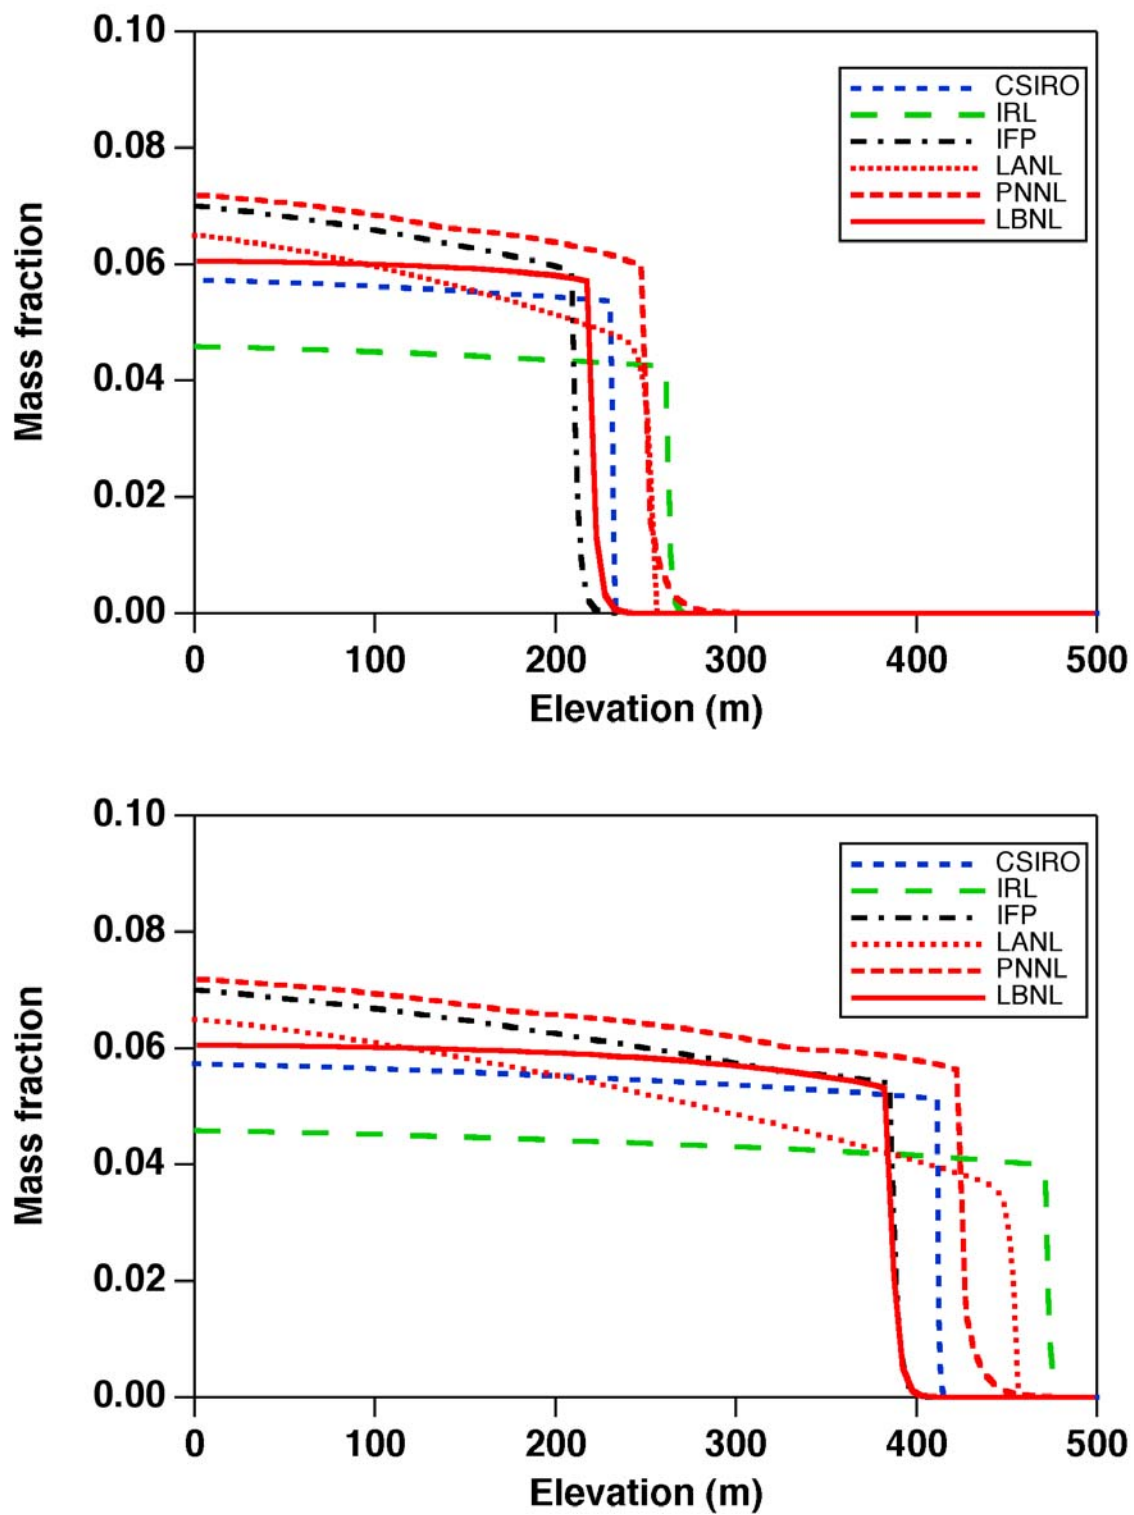 0.10
CSIRO
IRL
IFP
LANL
PNNL
LBNL
0.08
0.06
0.04
0.02
0.00
Mass fraction
0 100 200 300 400 500
Elevation (m)
0.10
CSIRO
IRL
IFP
LANL
PNNL
LBNL
0.08
0.06
0.04
0.02
0.00
Mass fraction
0 100 200 300 400 500
Elevation (m)